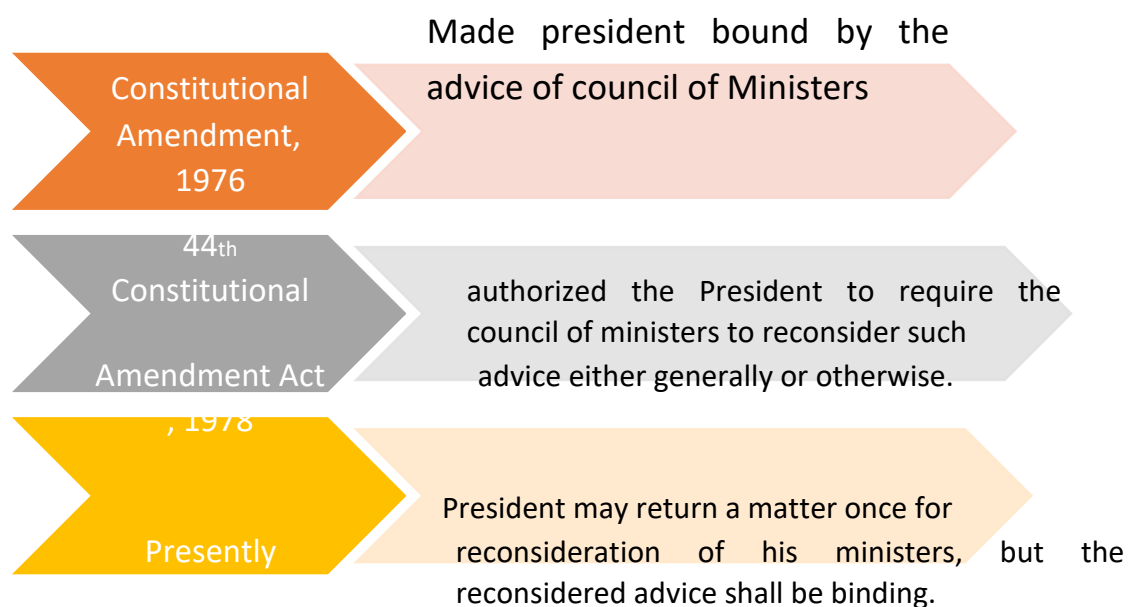 Constitutional
Amendment,
1976
Made president bound by the
advice of council of Ministers
44th
Constitutional
Amendment Act
, 1978
authorized the President to require the
council of ministers to reconsider such
advice either generally or otherwise.
Presently
President may return a matter once for
reconsideration of his ministers, but the
reconsidered advice shall be binding.